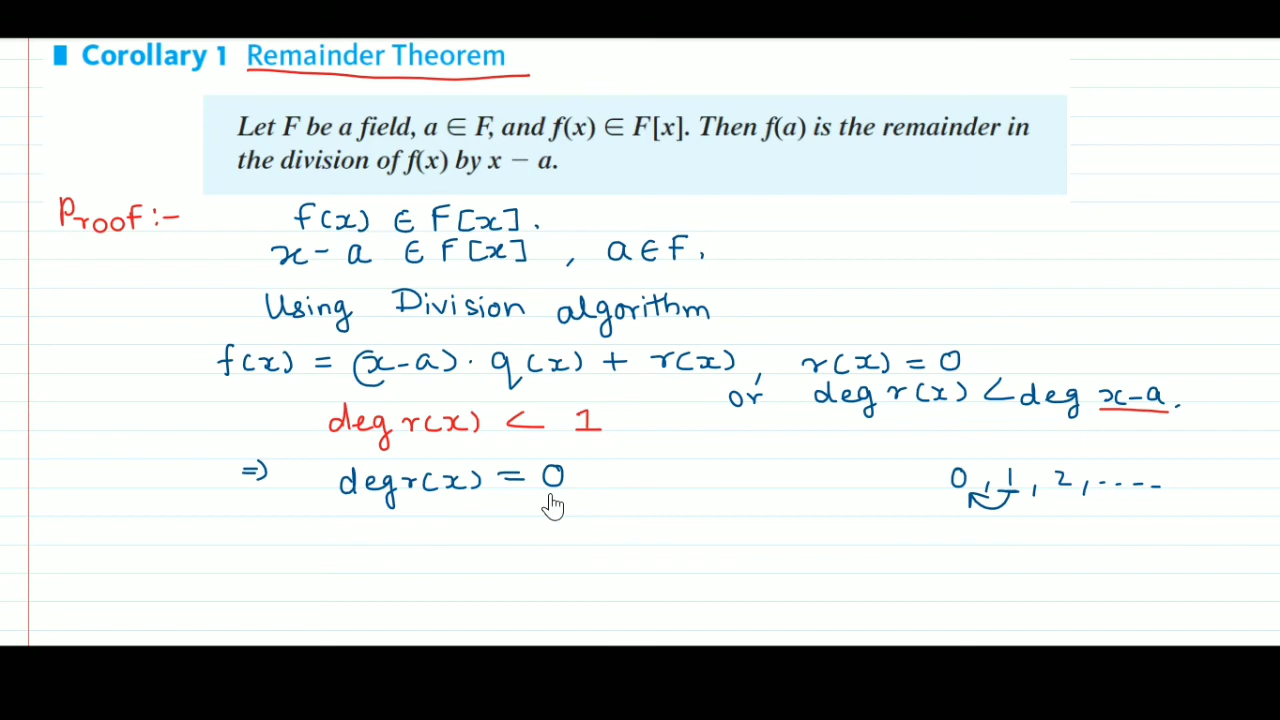 Corollary 1 Remainder Theorem
Let F be a field, a ∈ F, and f(x) ∈ F[x]. Then f(a) is the remainder in
the division of f(x) by x − a.
Proof :-
f(x) ∈ F[x].
x - a ∈ F[x] , a ∈ F.
Using Division algorithm
f(x) = (x-a) · q(x) + r(x), r(x) = 0
or deg r(x) < deg x-a.
deg r(x) < 1
⇒ deg r(x) = 0
0, 1, 2, ....